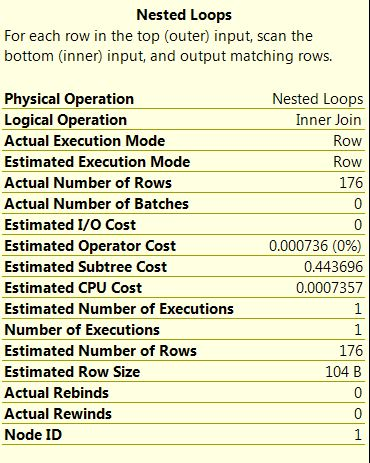 Nested Loops
For each row in the top (outer) input, scan the
bottom (inner) input, and output matching rows.
Physical Operation Nested Loops
Logical Operation Inner Join
Actual Execution Mode Row
Estimated Execution Mode Row
Actual Number of Rows 176
Actual Number of Batches 0
Estimated I/O Cost 0
Estimated Operator Cost 0.000736 (0%)
Estimated Subtree Cost 0.443696
Estimated CPU Cost 0.0007357
Estimated Number of Executions 1
Number of Executions 1
Estimated Number of Rows 176
Estimated Row Size 104 B
Actual Rebinds 0
Actual Rewinds 0
Node ID 1